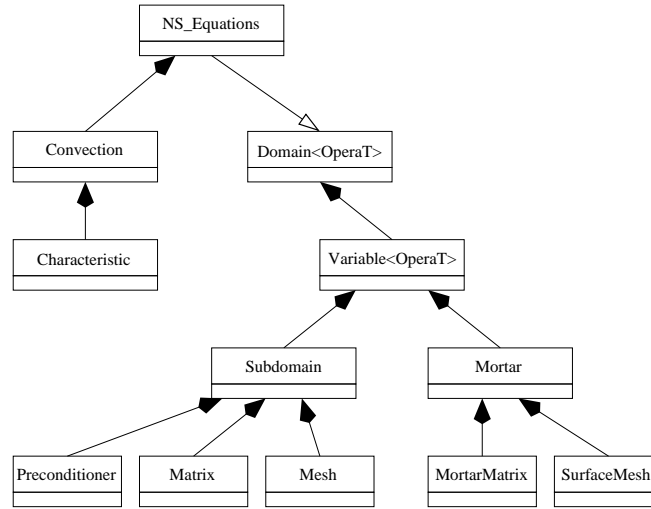 NS_Equations
Convection
Domain<OperaT>
Characteristic
Variable<OperaT>
Subdomain
Mortar
Preconditioner
Matrix
Mesh
MortarMatrix
SurfaceMesh